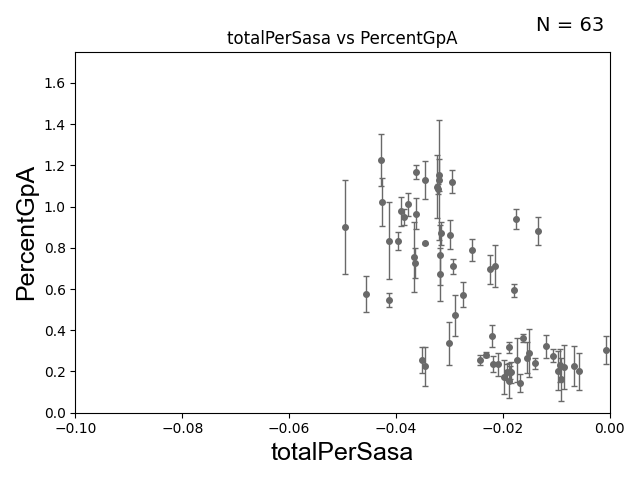 N = 63
totalPerSasa vs PercentGpA
PercentGpA
1.6
1.4
1.2
1.0
0.8
0.6
0.4
0.2
0.0
−0.10 −0.08 −0.06 −0.04 −0.02 0.00
totalPerSasa